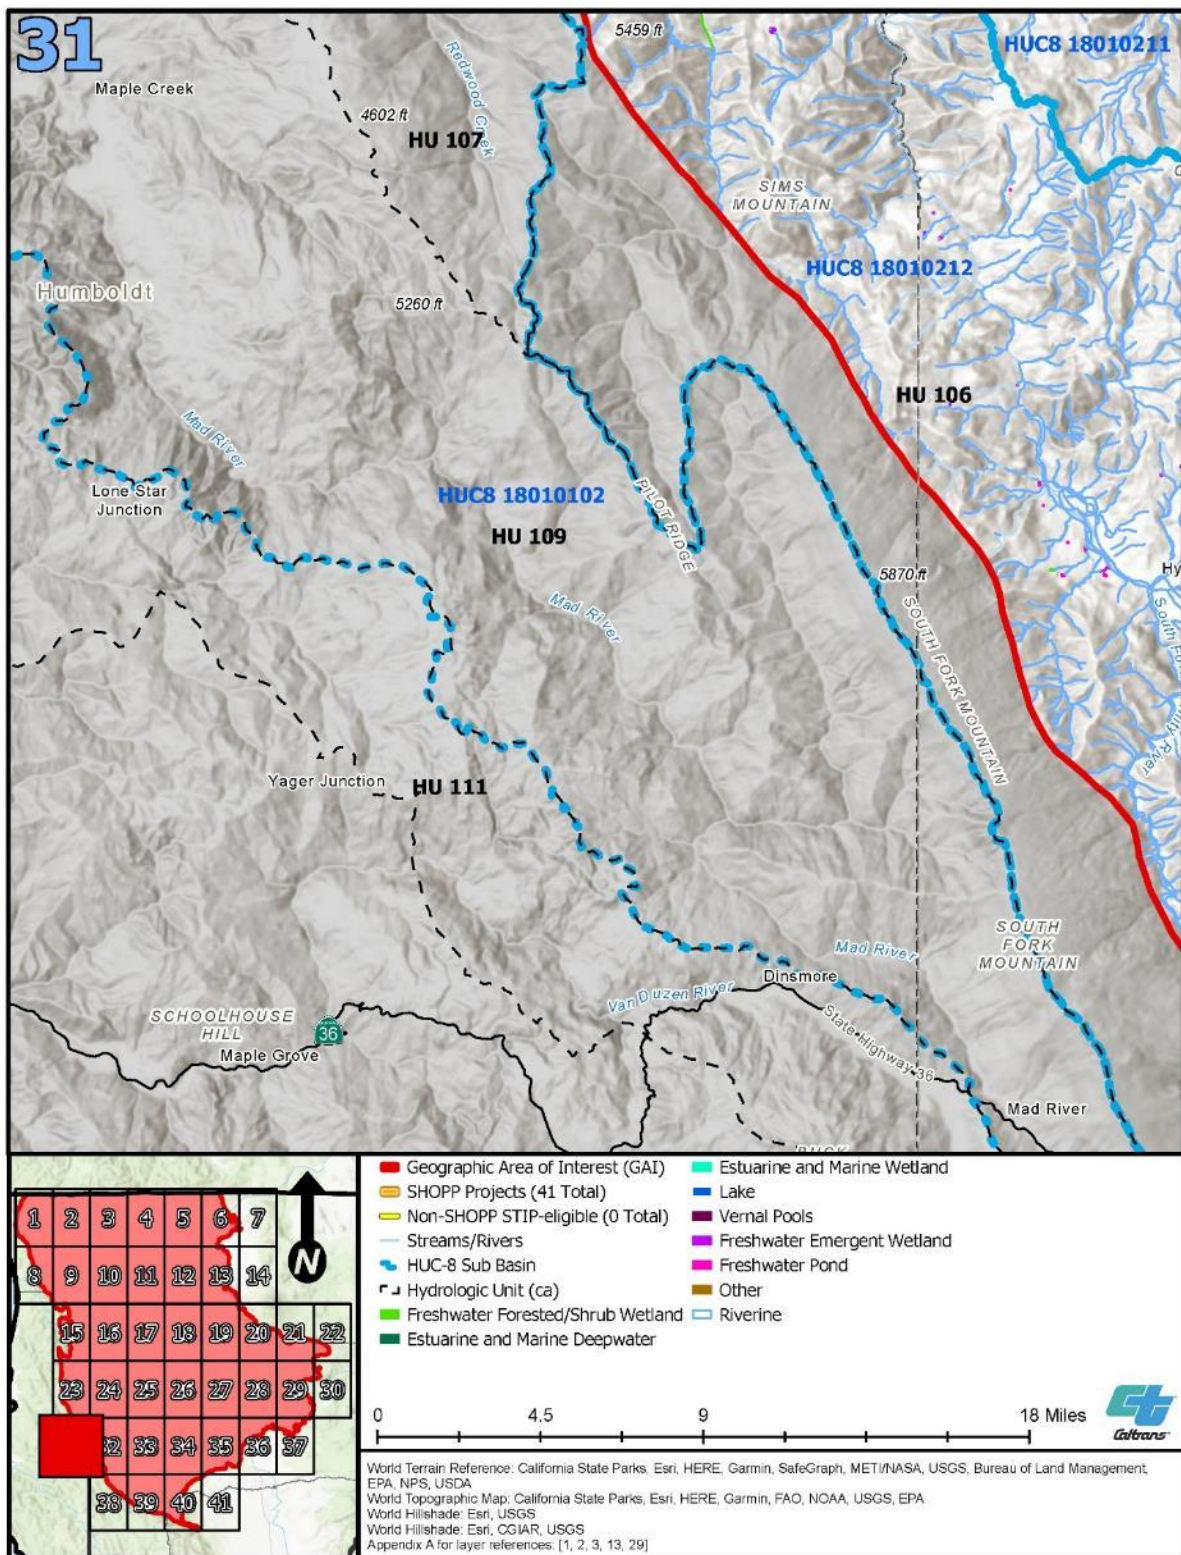 31
5459 ft
HUC8 18010211
Maple Creek
Redwood Creek
4602 ft
HU 107
SIMS
MOUNTAIN
HUC8 18010212
Humboldt
5260 ft
HU 106
Mad River
Lone Star
Junction
HUC8 18010102
HU 109
PILOT RIDGE
5870 ft
Hy
Mad River
SOUTH FORK MOUNTAIN
South For
nity River
Yager Junction
HU 111
SOUTH
FORK
MOUNTAIN
Mad River
Dinsmore
Van Duzen River
SCHOOLHOUSE
HILL
36
Maple Grove
State Highway 36
Mad River
1 2 3 4 5 6 7
8 9 10 11 12 13 14
15 16 17 18 19 20 21 22
23 24 25 26 27 28 29 30
32 33 34 35 36 37
38 39 40 41
N
Geographic Area of Interest (GAI)
SHOPP Projects (41 Total)
Non-SHOPP STIP-eligible (0 Total)
Streams/Rivers
HUC-8 Sub Basin
Hydrologic Unit (ca)
Freshwater Forested/Shrub Wetland
Estuarine and Marine Deepwater
Estuarine and Marine Wetland
Lake
Vernal Pools
Freshwater Emergent Wetland
Freshwater Pond
Other
Riverine
0 4.5 9 18 Miles
Caltrans
World Terrain Reference: California State Parks, Esri, HERE, Garmin, SafeGraph, METI/NASA, USGS, Bureau of Land Management,
EPA, NPS, USDA
World Topographic Map: California State Parks, Esri, HERE, Garmin, FAO, NOAA, USGS, EPA
World Hillshade: Esri, USGS
World Hillshade: Esri, CGIAR, USGS
Appendix A for layer references: [1, 2, 3, 13, 29]